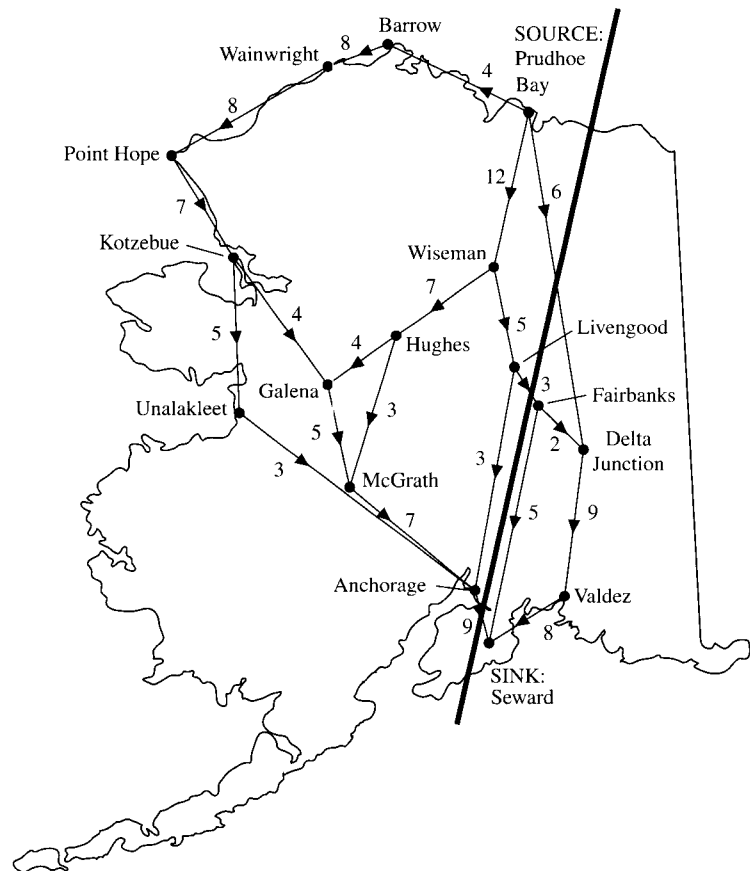 Barrow
SOURCE:
Prudhoe
Bay
Wainwright
8
4
8
Point Hope
12
6
7
Kotzebue
Wiseman
7
5
Livengood
4
5
4
Hughes
3
Fairbanks
Galena
Unalakleet
3
2
Delta
Junction
5
3
3
McGrath
7
5
9
Anchorage
Valdez
9
8
SINK:
Seward